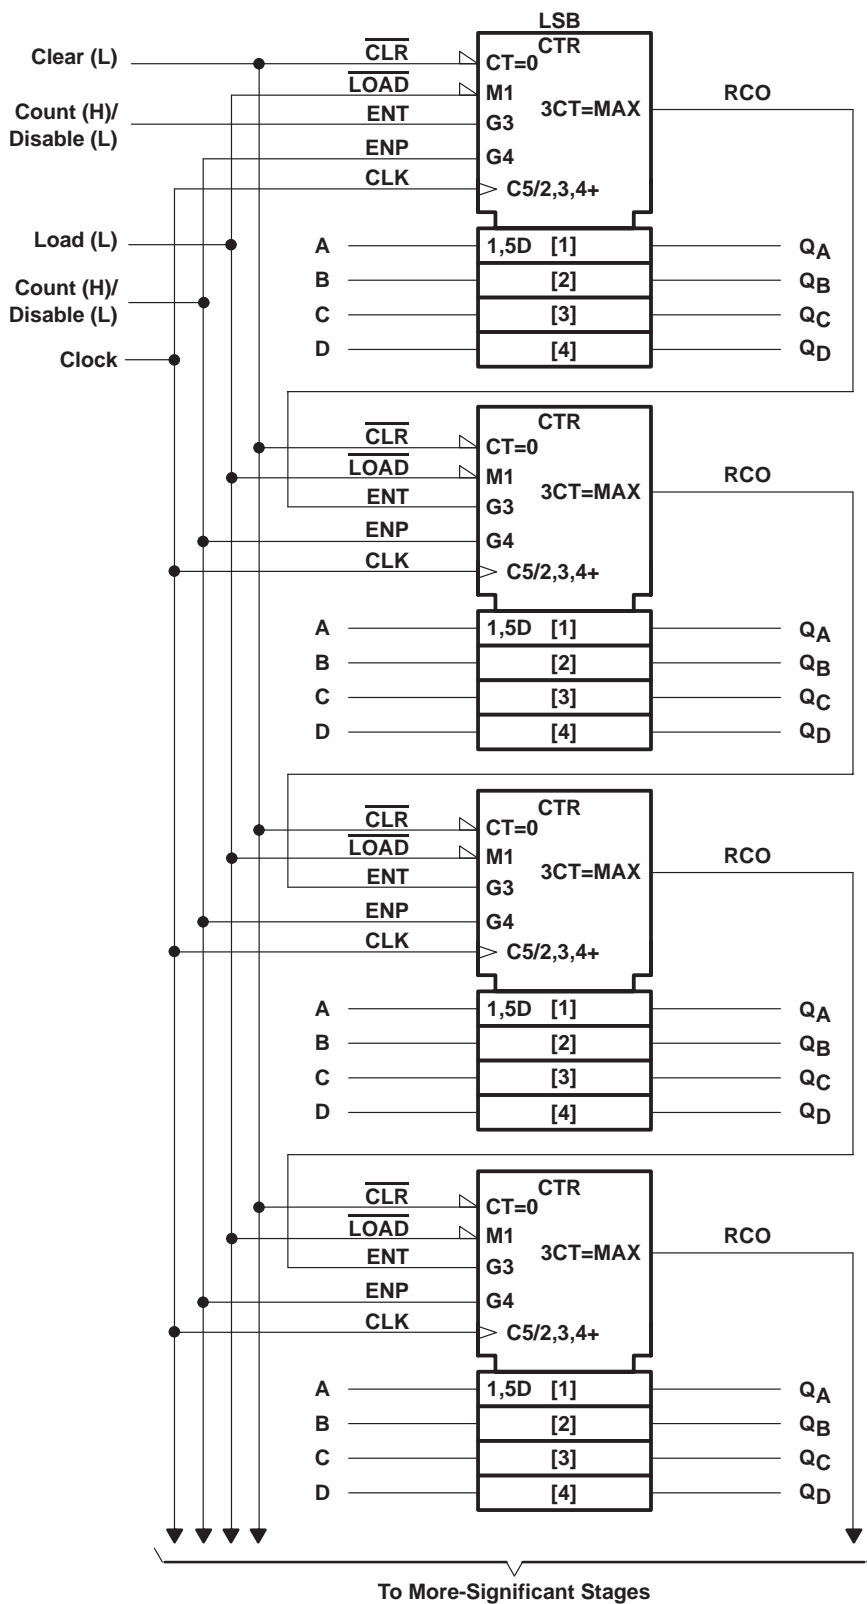 LSB
CTR
Clear (L)
CLR
CT=0
LOAD
M1
3CT=MAX
RCO
Count (H)/
Disable (L)
ENT
G3
ENP
G4
CLK
C5/2,3,4+
Load (L)
A
1,5D [1]
QA
Count (H)/
Disable (L)
B
[2]
QB
C
[3]
QC
Clock
D
[4]
QD
CTR
CLR
CT=0
LOAD
M1
3CT=MAX
RCO
ENT
G3
ENP
G4
CLK
C5/2,3,4+
A
1,5D [1]
QA
B
[2]
QB
C
[3]
QC
D
[4]
QD
CTR
CLR
CT=0
LOAD
M1
3CT=MAX
RCO
ENT
G3
ENP
G4
CLK
C5/2,3,4+
A
1,5D [1]
QA
B
[2]
QB
C
[3]
QC
D
[4]
QD
CTR
CLR
CT=0
LOAD
M1
3CT=MAX
RCO
ENT
G3
ENP
G4
CLK
C5/2,3,4+
A
1,5D [1]
QA
B
[2]
QB
C
[3]
QC
D
[4]
QD
To More-Significant Stages